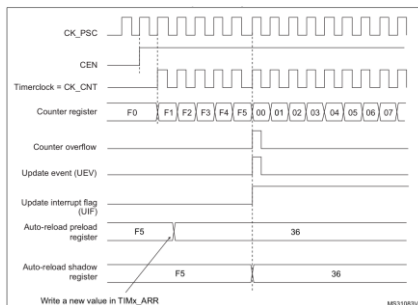 CK_PSC
CEN
Timerclock = CK_CNT
Counter register F0 F1 F2 F3 F4 F5 00 01 02 03 04 05 06 07
Counter overflow
Update event (UEV)
Update interrupt flag
(UIF)
Auto-reload preload
register
F5 36
Auto-reload shadow
register
F5 36
Write a new value in TIMx_ARR